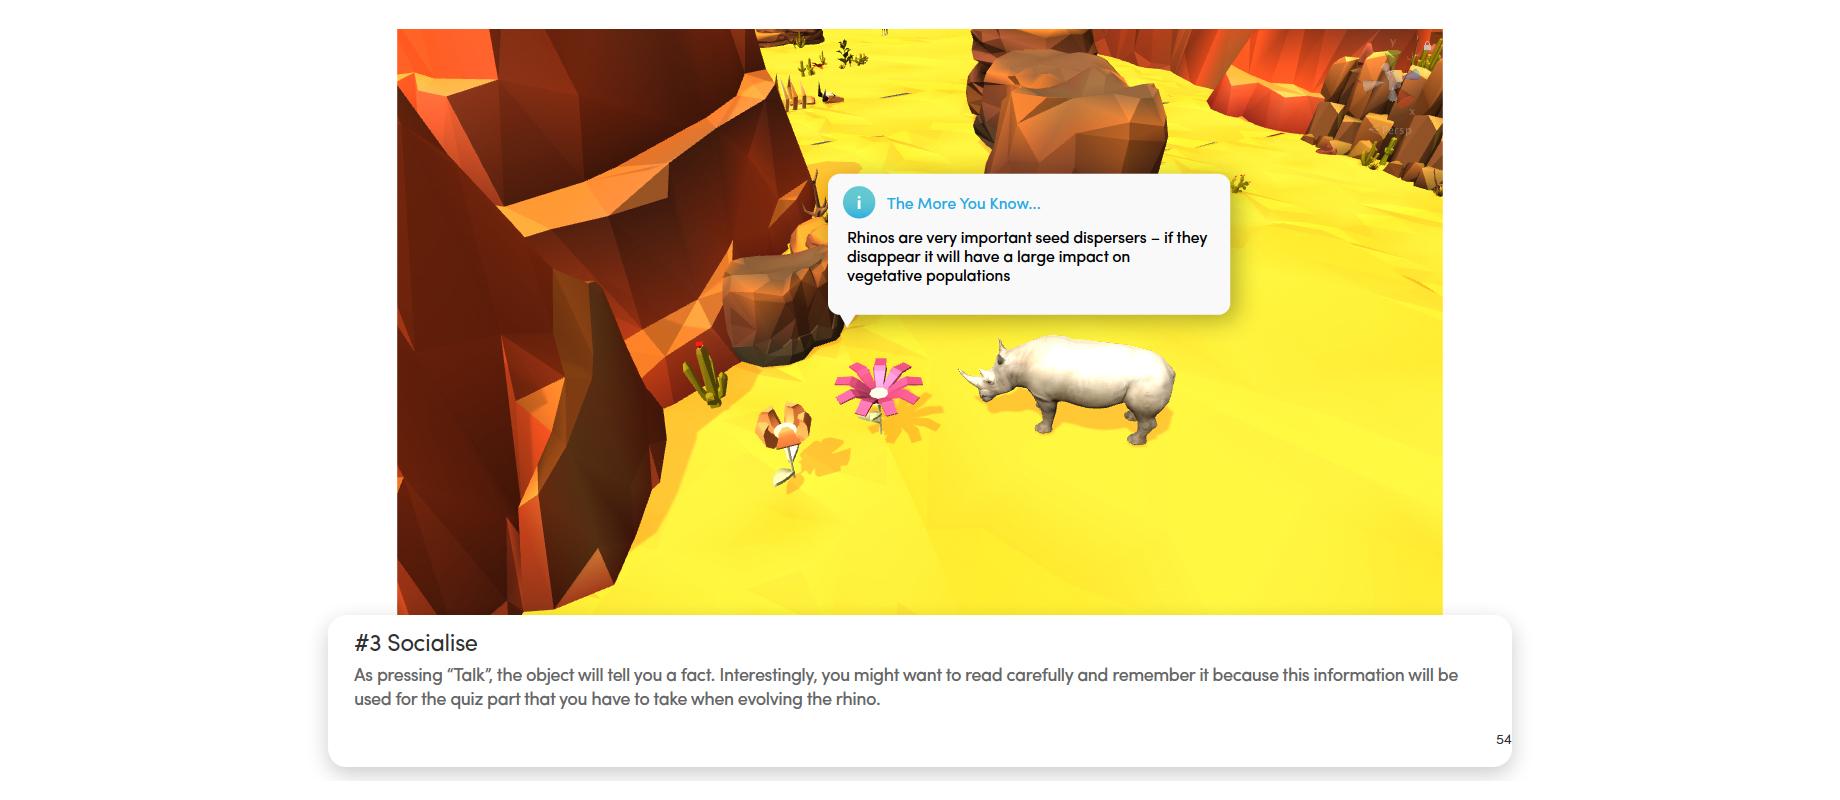 y
x
Persp
i
The More You Know...
Rhinos are very important seed dispersers – if they
disappear it will have a large impact on
vegetative populations
#3 Socialise
As pressing “Talk”, the object will tell you a fact. Interestingly, you might want to read carefully and remember it because this information will be
used for the quiz part that you have to take when evolving the rhino.
54